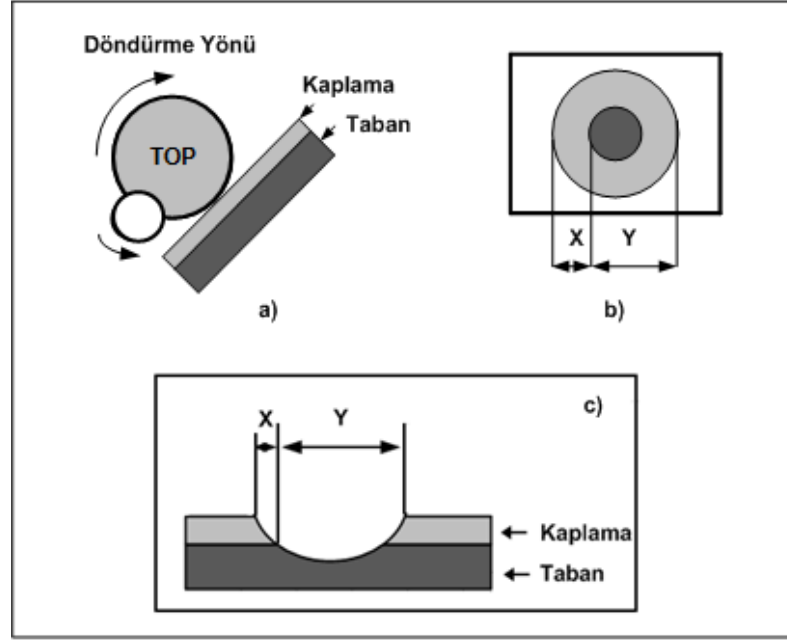 Döndürme Yönü
Kaplama
Taban
TOP
X Y
a)
b)
c)
X Y
Kaplama
Taban